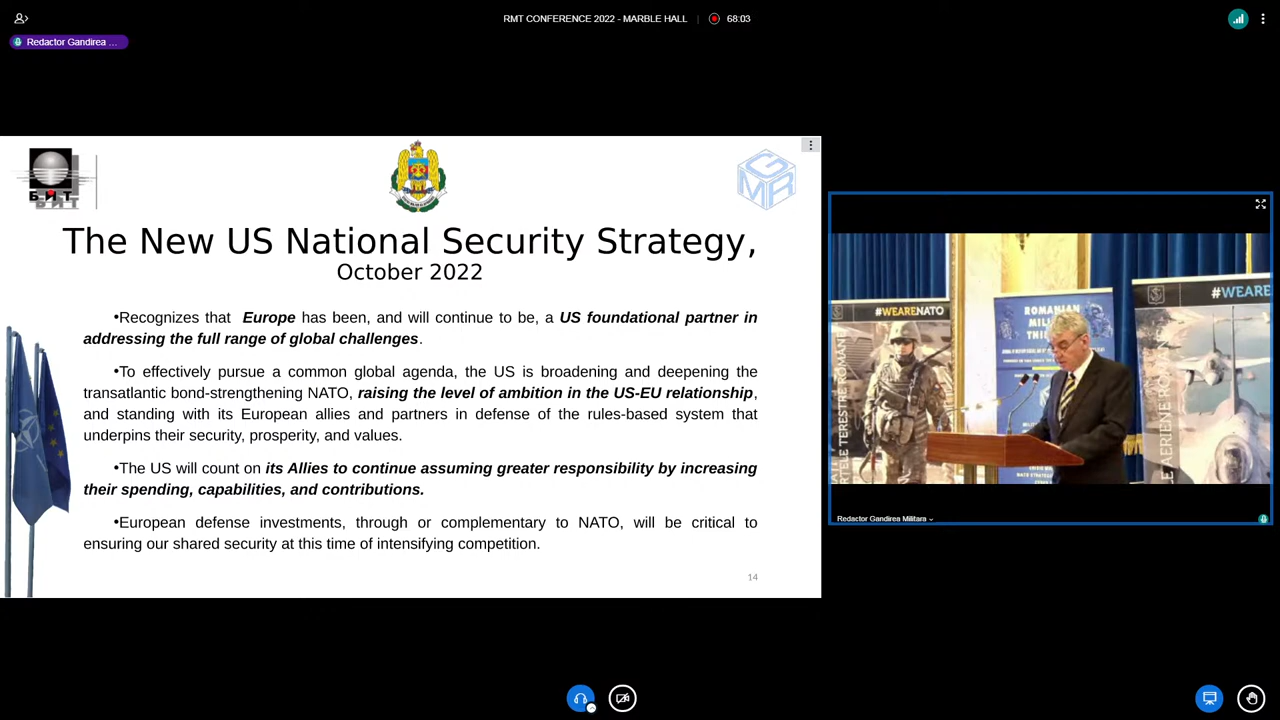 RMT CONFERENCE 2022 - MARBLE HALL
68:03
Redactor Gandirea ...
БИТ
GMR
The New US National Security Strategy,
October 2022
•Recognizes that Europe has been, and will continue to be, a US foundational partner in
addressing the full range of global challenges.
•To effectively pursue a common global agenda, the US is broadening and deepening the
transatlantic bond-strengthening NATO, raising the level of ambition in the US-EU relationship,
and standing with its European allies and partners in defense of the rules-based system that
underpins their security, prosperity, and values.
•The US will count on its Allies to continue assuming greater responsibility by increasing
their spending, capabilities, and contributions.
•European defense investments, through or complementary to NATO, will be critical to
ensuring our shared security at this time of intensifying competition.
14
#WEARENATO
ROMANIAN
MILI
THI
#WEARE
Redactor Gandirea Militara